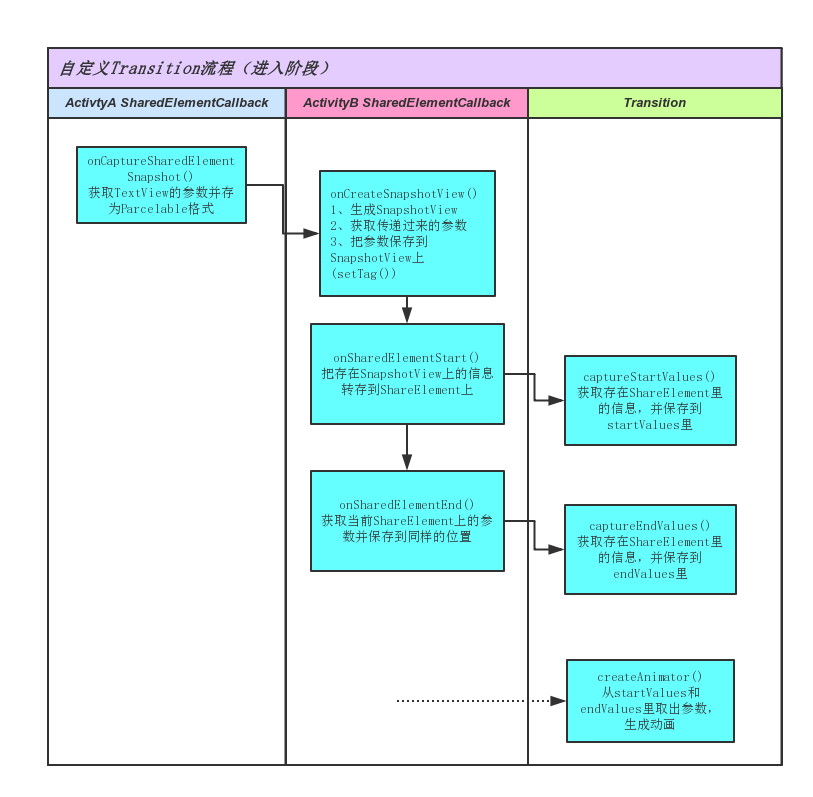 自定义Transition流程（进入阶段）
ActivtyA SharedElementCallback
ActivityB SharedElementCallback
Transition
onCaptureSharedElement
Snapshot()
获取TextView的参数并存
为Parcelable格式
onCreateSnapshotView()
1、生成SnapshotView
2、获取传递过来的参数
3、把参数保存到
SnapshotView上
(setTag())
onSharedElementStart()
把存在SnapshotView上的信息
转存到ShareElement上
captureStartValues()
获取存在ShareElement里
的信息，并保存到
startValues里
onSharedElementEnd()
获取当前ShareElement上的参
数并保存到同样的位置
captureEndValues()
获取存在ShareElement里
的信息，并保存到
endValues里
createAnimator()
从startValues和
endValues里取出参数，
生成动画